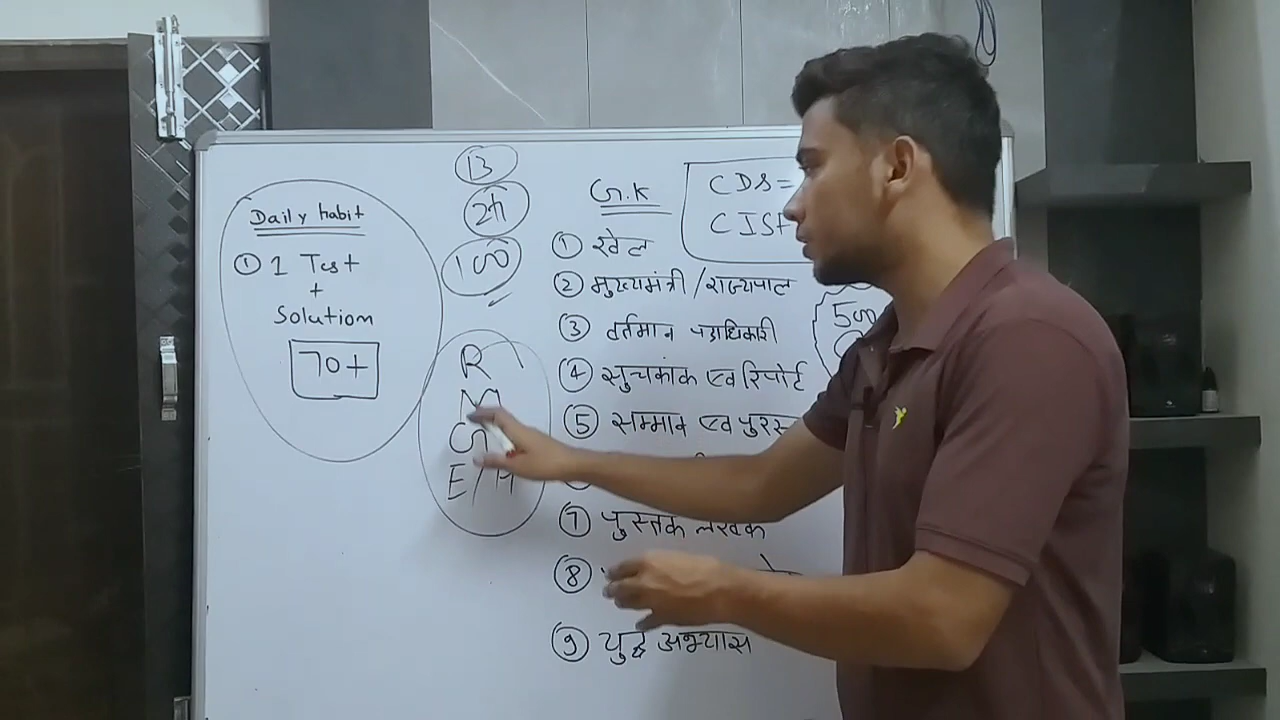 Daily habit
① 1 Test
+
Solution
70+
13
2h
100
R
M
G
E/H
G.K
CDS=
CISF
① खेल
② मुख्यमंत्री/राज्यपाल
③ वर्तमान पदाधिकारी
④ सुचकांक एव रिपोर्ट
⑤ सम्मान एव पुरस्
⑦ पुस्तक लेखक
⑧
⑨ युद्ध अभ्यास
500